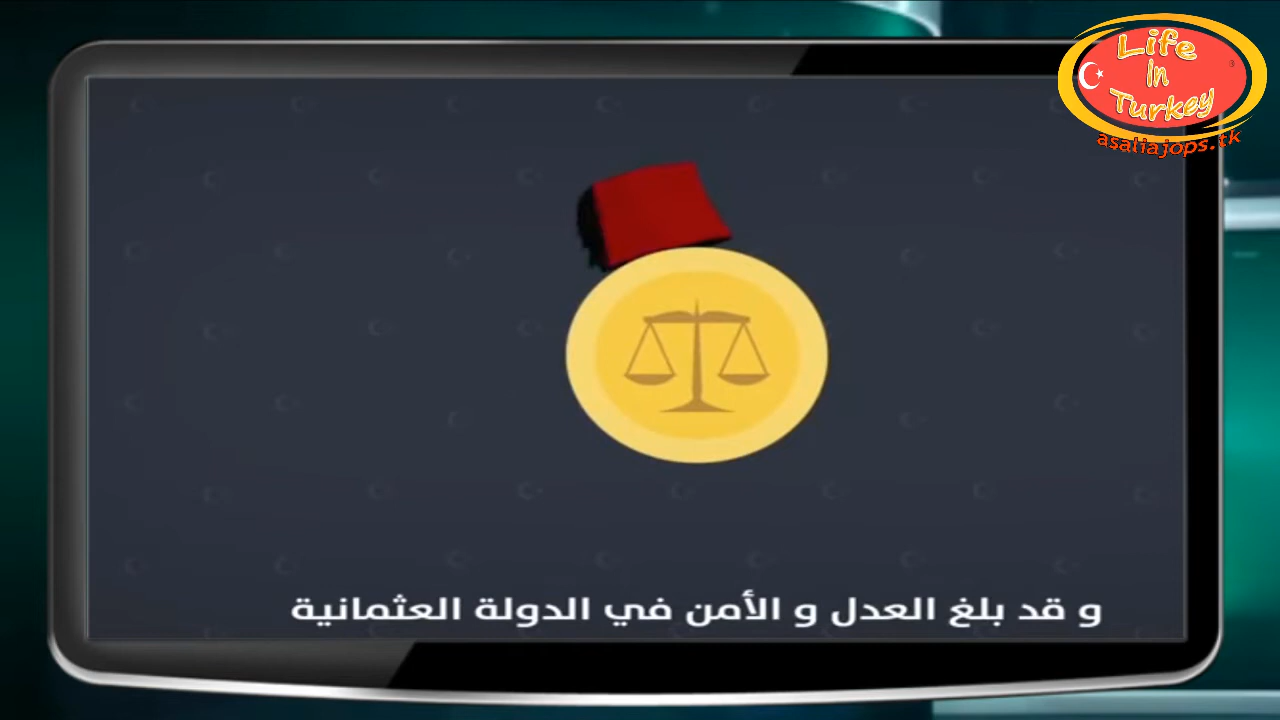 Life
in
Turkey
asaliajops.tk
و قد بلغ العدل و الأمن في الدولة العثمانية